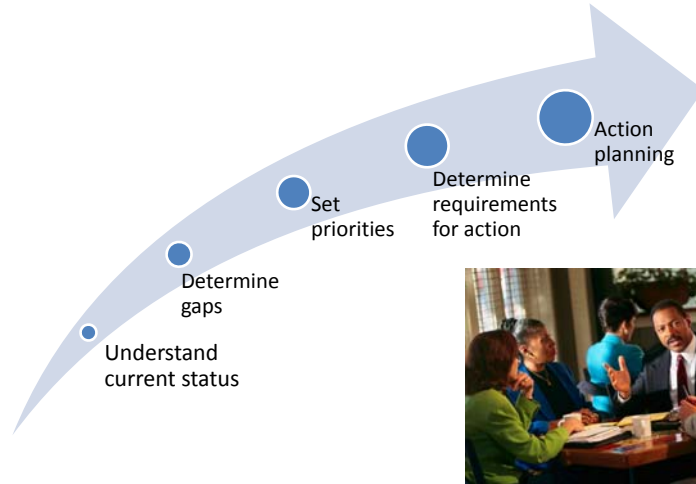 Understand
current status
Determine
gaps
Set
priorities
Determine
requirements
for action
Action
planning